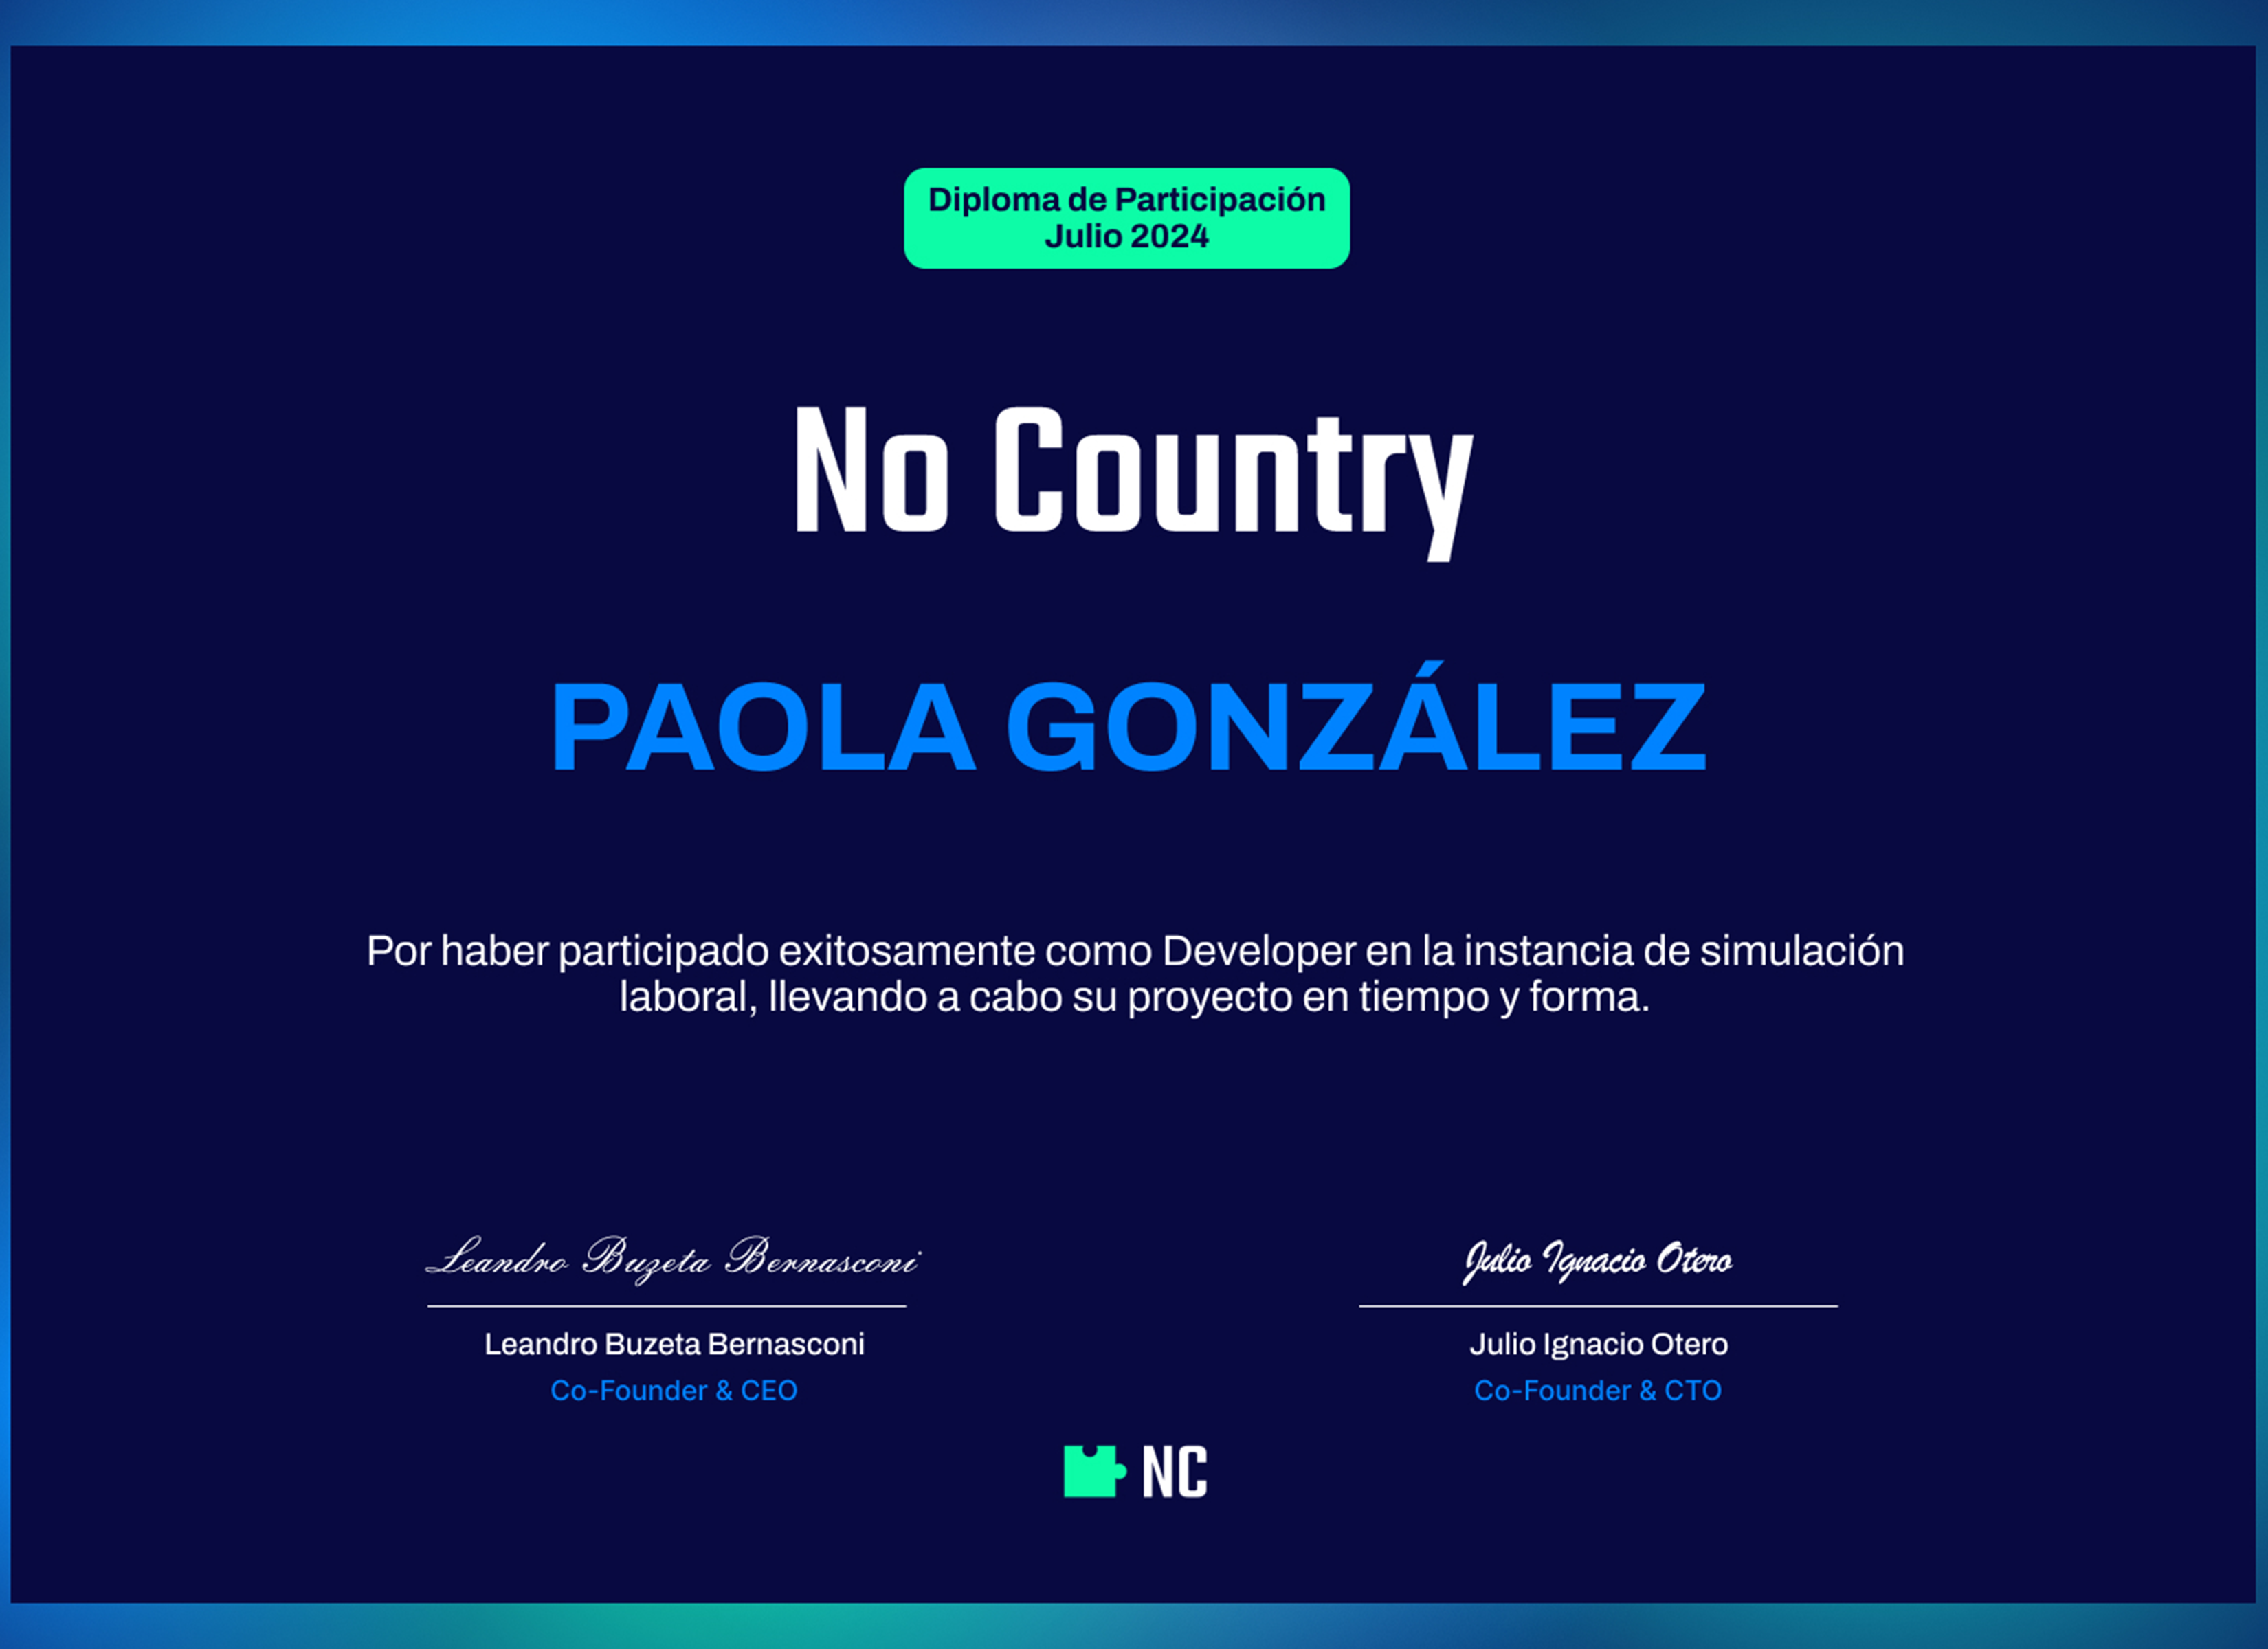 Diploma de Participación
Julio 2024
No Country
PAOLA GONZÁLEZ
Por haber participado exitosamente como Developer en la instancia de simulación
laboral, llevando a cabo su proyecto en tiempo y forma.
Leandro Buzeta Bernasconi
Julio Ignacio Otero
Leandro Buzeta Bernasconi
Julio Ignacio Otero
Co-Founder & CEO
Co-Founder & CTO
NC